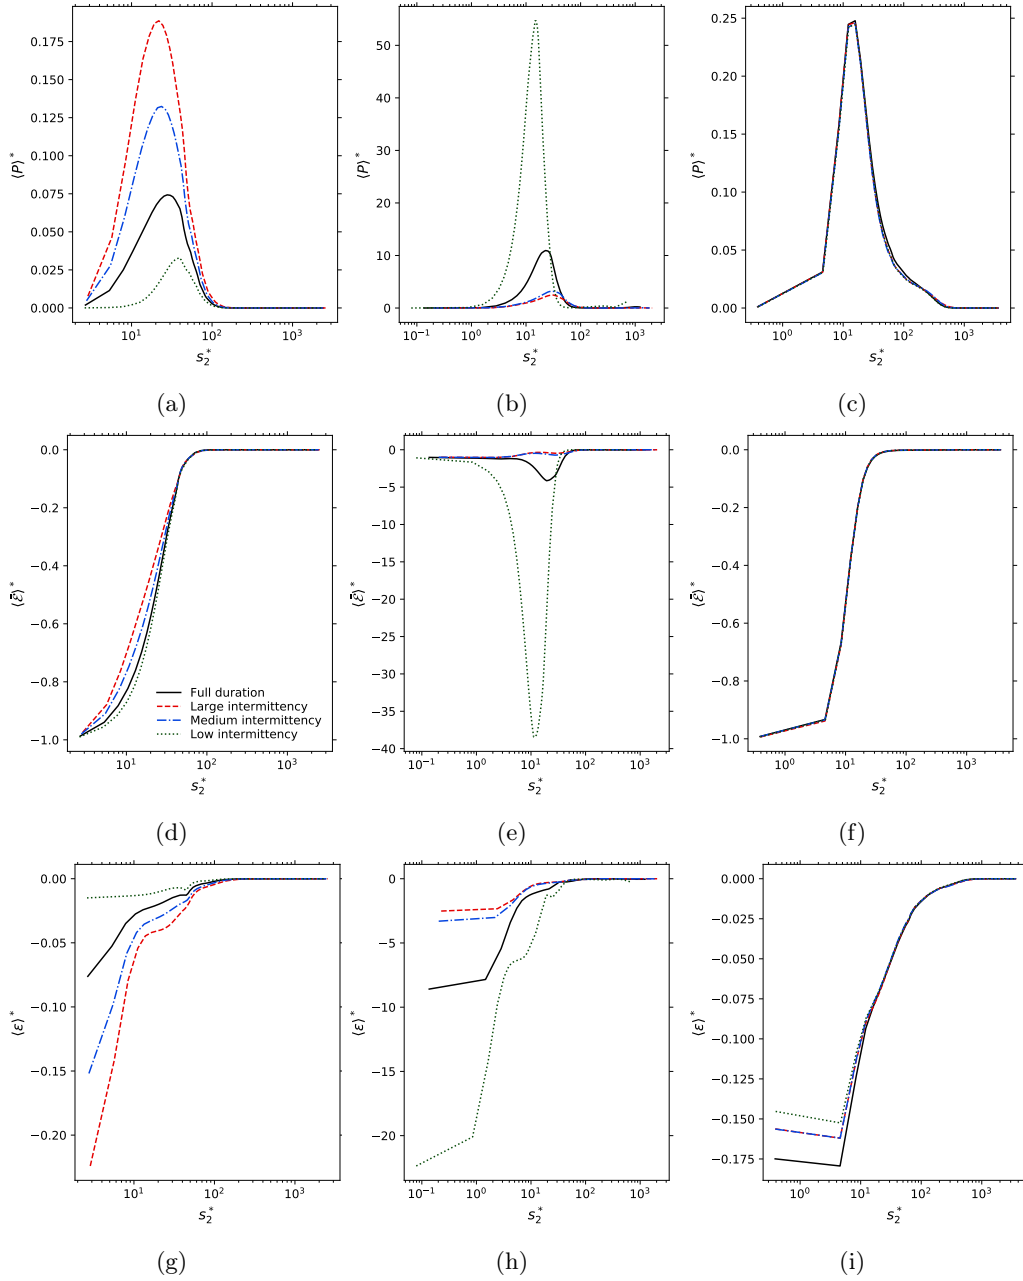 0.175
0.150
0.125
0.100
0.075
0.050
0.025
0.000
⟨P⟩*
10¹ 10² 10³
s₂*
(a)
50
40
30
20
10
0
⟨P⟩*
10⁻¹ 10⁰ 10¹ 10² 10³
s₂*
(b)
0.25
0.20
0.15
0.10
0.05
0.00
⟨P⟩*
10⁰ 10¹ 10² 10³
s₂*
(c)
0.0
−0.2
−0.4
−0.6
−0.8
−1.0
⟨ℰ̅⟩*
Full duration
Large intermittency
Medium intermittency
Low intermittency
10¹ 10² 10³
s₂*
(d)
0
−5
−10
−15
−20
−25
−30
−35
−40
⟨ℰ̅⟩*
10⁻¹ 10⁰ 10¹ 10² 10³
s₂*
(e)
0.0
−0.2
−0.4
−0.6
−0.8
−1.0
⟨ℰ̅⟩*
10⁰ 10¹ 10² 10³
s₂*
(f)
0.00
−0.05
−0.10
−0.15
−0.20
⟨ε⟩*
10¹ 10² 10³
s₂*
(g)
0
−5
−10
−15
−20
⟨ε⟩*
10⁻¹ 10⁰ 10¹ 10² 10³
s₂*
(h)
0.000
−0.025
−0.050
−0.075
−0.100
−0.125
−0.150
−0.175
⟨ε⟩*
10⁰ 10¹ 10² 10³
s₂*
(i)